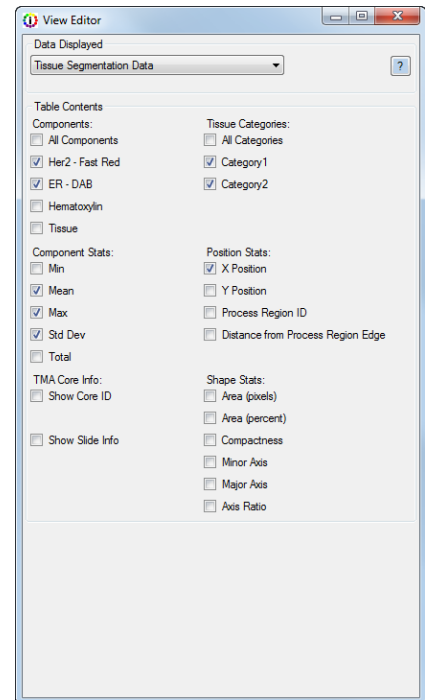 View Editor
Data Displayed
Tissue Segmentation Data
?
Table Contents
Components:
All Components
Her2 - Fast Red
ER - DAB
Hematoxylin
Tissue
Tissue Categories:
All Categories
Category1
Category2
Component Stats:
Min
Mean
Max
Std Dev
Total
Position Stats:
X Position
Y Position
Process Region ID
Distance from Process Region Edge
TMA Core Info:
Show Core ID
Show Slide Info
Shape Stats:
Area (pixels)
Area (percent)
Compactness
Minor Axis
Major Axis
Axis Ratio